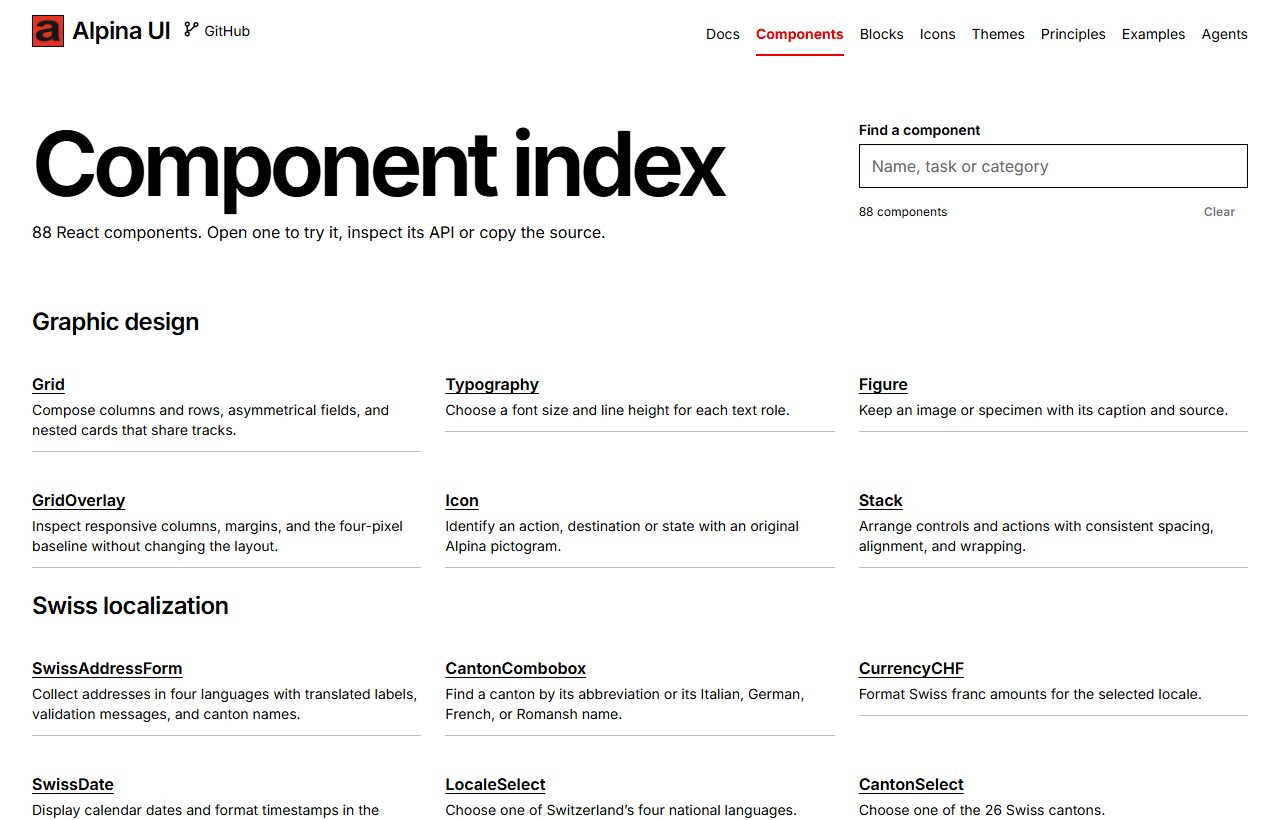 a Alpina UI GitHub Docs Components Blocks Icons Themes Principles Examples Agents
Component index
88 React components. Open one to try it, inspect its API or copy the source.
Find a component
Name, task or category
88 components Clear
Graphic design
Grid
Compose columns and rows, asymmetrical fields, and
nested cards that share tracks.
Typography
Choose a font size and line height for each text role.
Figure
Keep an image or specimen with its caption and source.
GridOverlay
Inspect responsive columns, margins, and the four-pixel
baseline without changing the layout.
Icon
Identify an action, destination or state with an original
Alpina pictogram.
Stack
Arrange controls and actions with consistent spacing,
alignment, and wrapping.
Swiss localization
SwissAddressForm
Collect addresses in four languages with translated labels,
validation messages, and canton names.
CantonCombobox
Find a canton by its abbreviation or its Italian, German,
French, or Romansh name.
CurrencyCHF
Format Swiss franc amounts for the selected locale.
SwissDate
Display calendar dates and format timestamps in the
LocaleSelect
Choose one of Switzerland’s four national languages.
CantonSelect
Choose one of the 26 Swiss cantons.